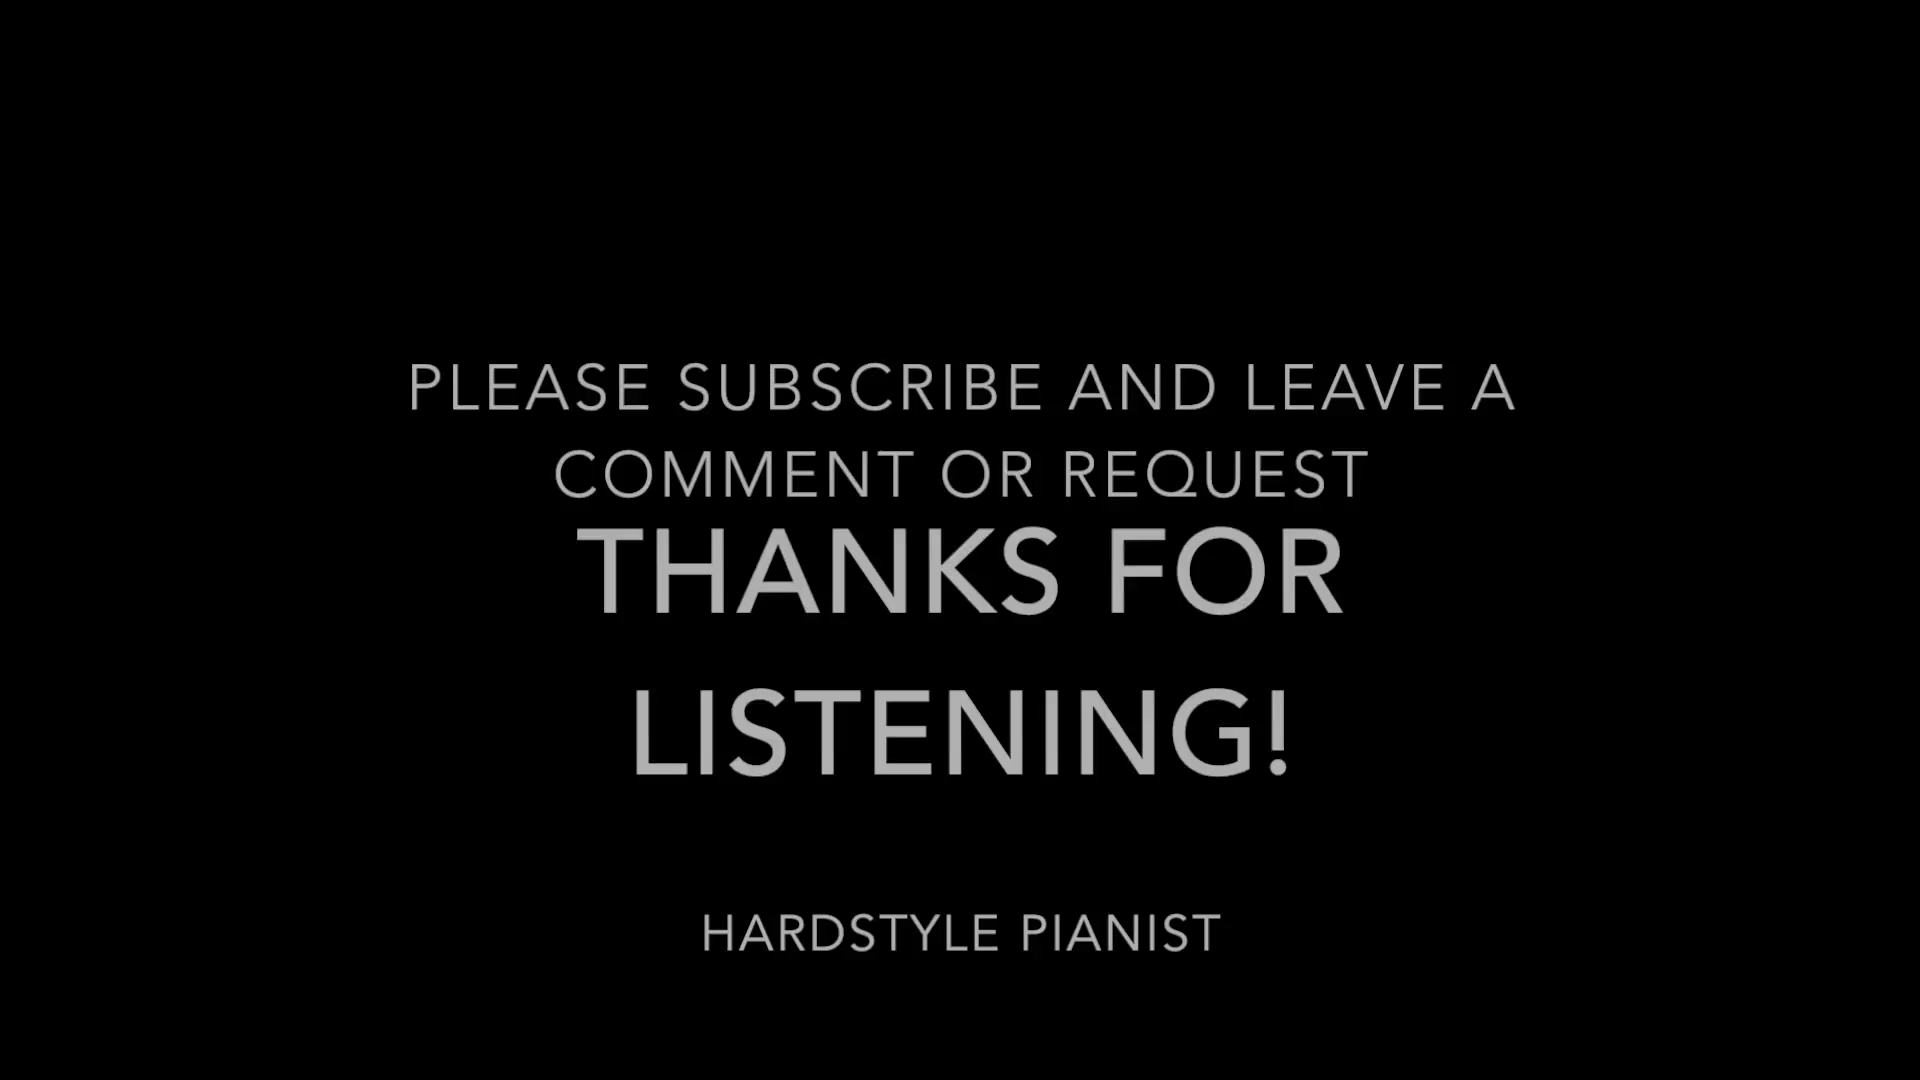 PLEASE SUBSCRIBE AND LEAVE A
COMMENT OR REQUEST
THANKS FOR
LISTENING!
HARDSTYLE PIANIST